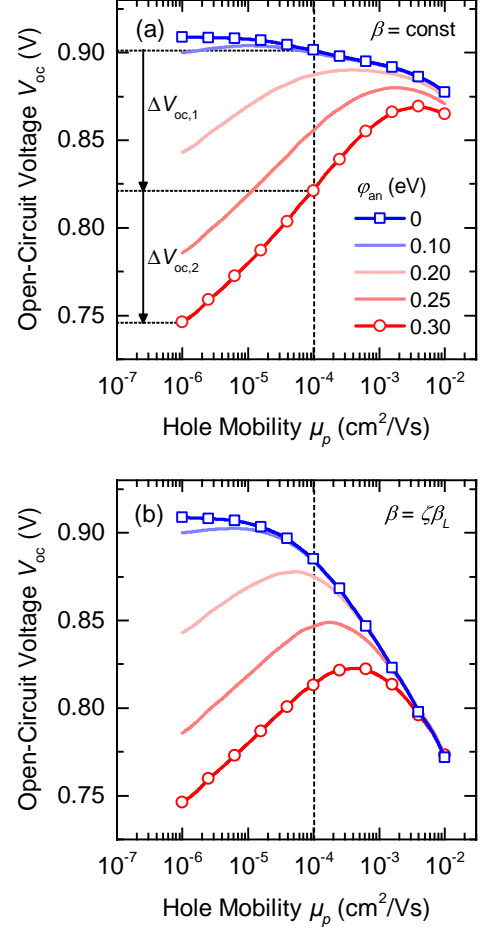 (a)
β = const
Open-Circuit Voltage V_oc (V)
0.90
0.85
0.80
0.75
ΔV_oc,1
ΔV_oc,2
φ_an (eV)
0
0.10
0.20
0.25
0.30
10^-7 10^-6 10^-5 10^-4 10^-3 10^-2
Hole Mobility μ_p (cm²/Vs)
(b)
β = ζβ_L
Open-Circuit Voltage V_oc (V)
0.90
0.85
0.80
0.75
10^-7 10^-6 10^-5 10^-4 10^-3 10^-2
Hole Mobility μ_p (cm²/Vs)